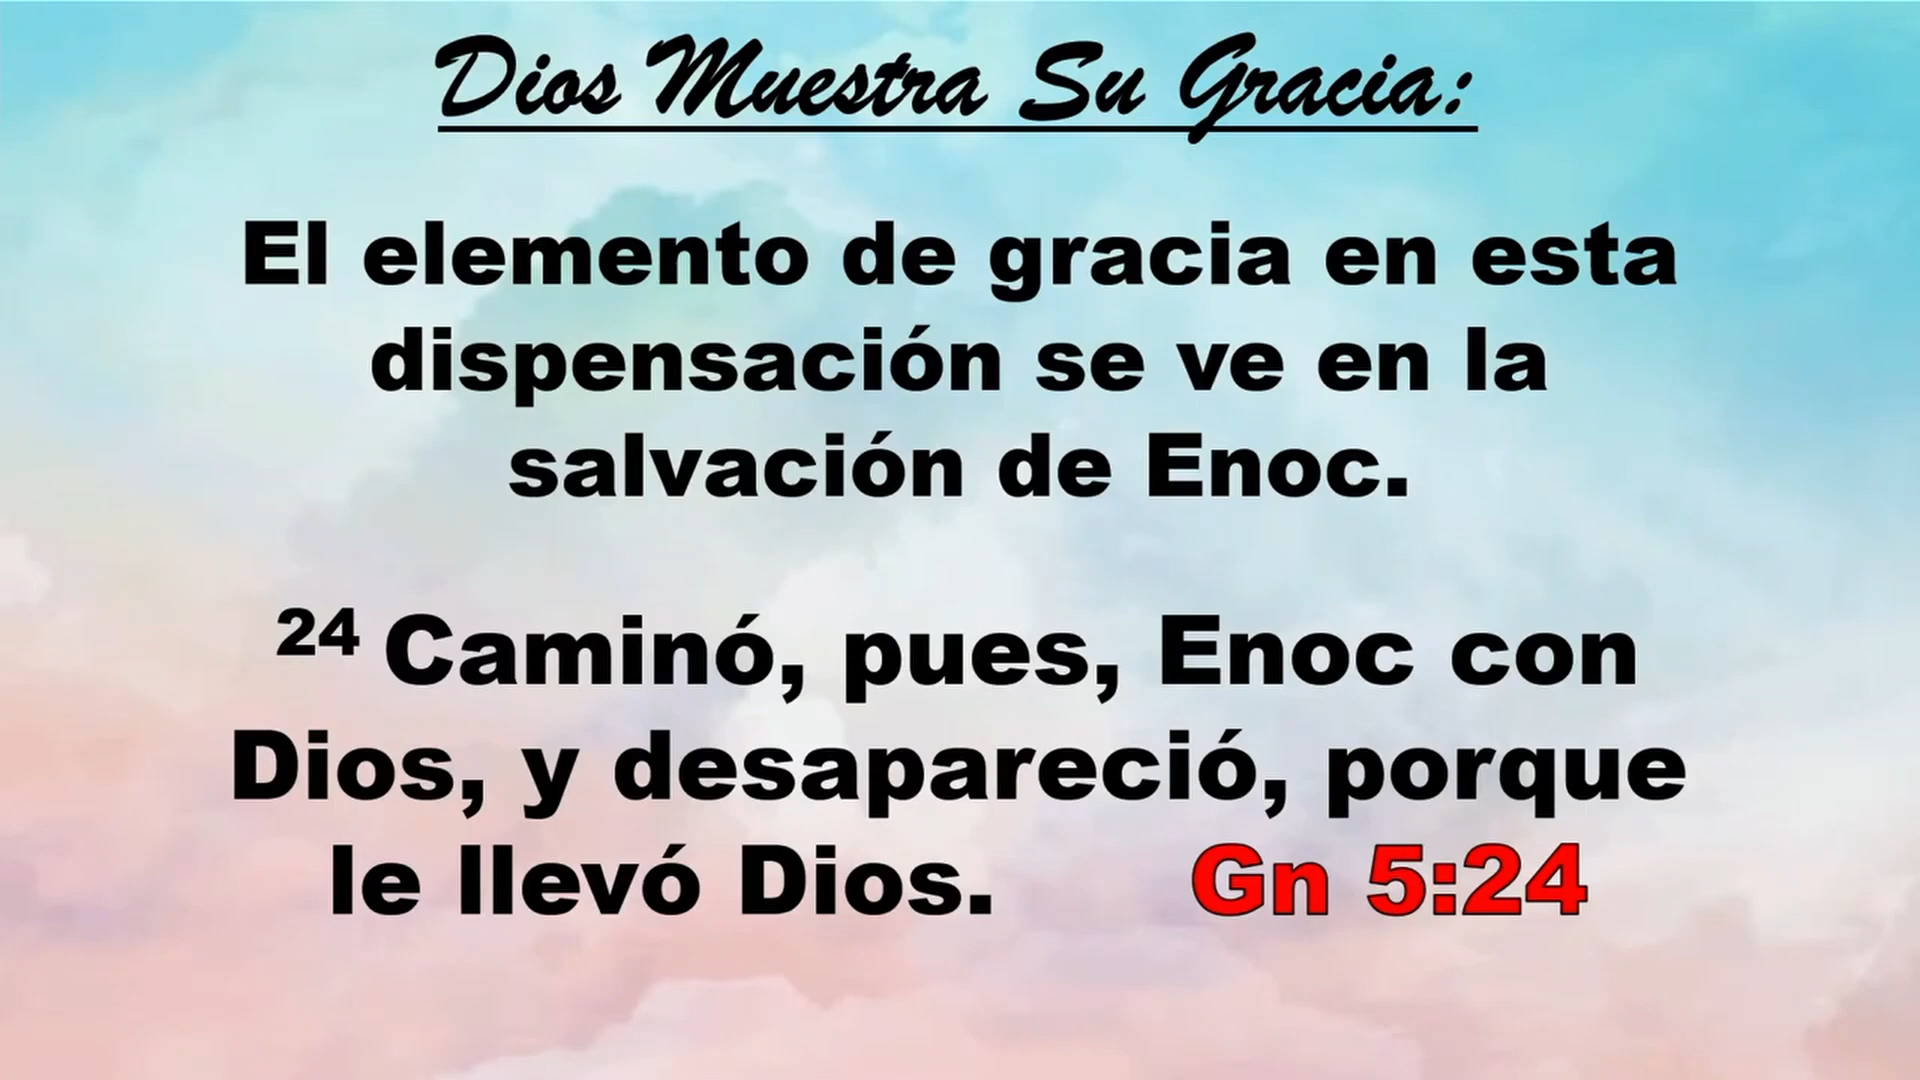 Dios Muestra Su Gracia:
El elemento de gracia en esta
dispensación se ve en la
salvación de Enoc.
24 Caminó, pues, Enoc con
Dios, y desapareció, porque
le llevó Dios. Gn 5:24